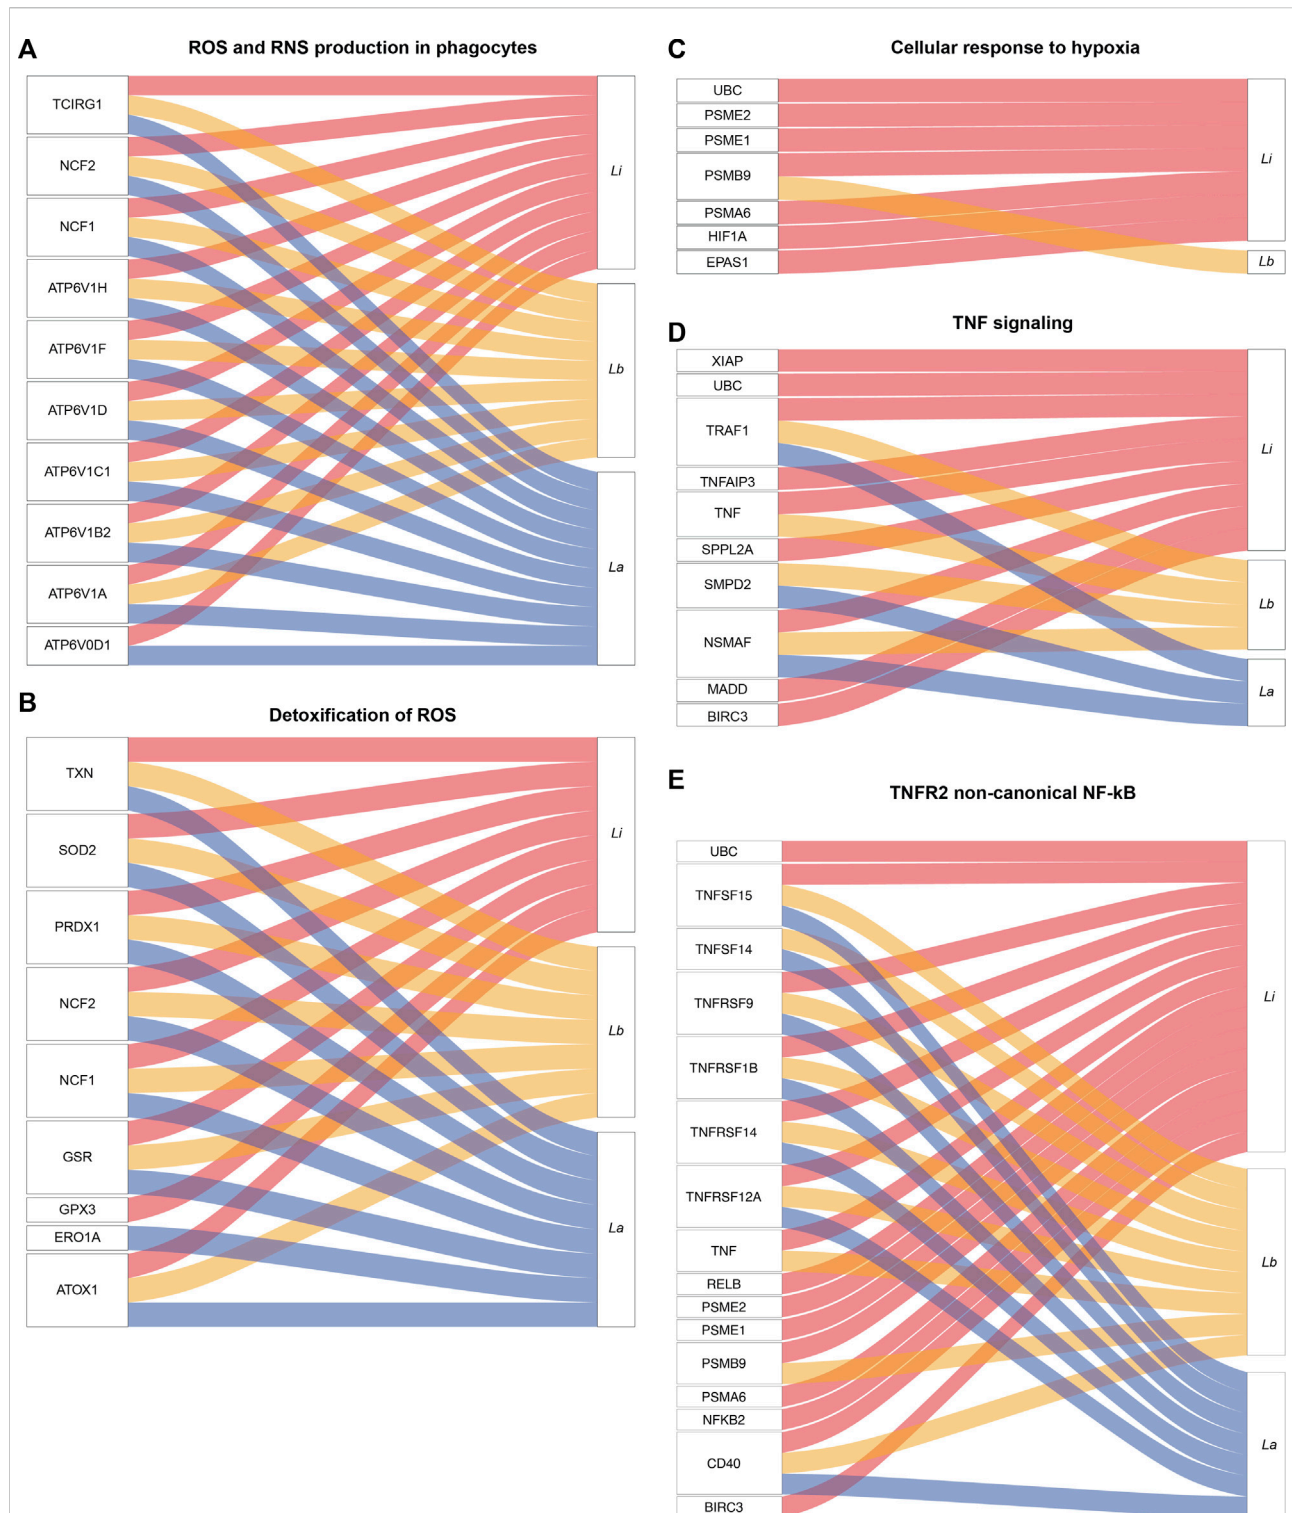 A
ROS and RNS production in phagocytes
TCIRG1
NCF2
NCF1
ATP6V1H
ATP6V1F
ATP6V1D
ATP6V1C1
ATP6V1B2
ATP6V1A
ATP6V0D1
Li
Lb
La
B
Detoxification of ROS
TXN
SOD2
PRDX1
NCF2
NCF1
GSR
GPX3
ERO1A
ATOX1
Li
Lb
La
C
Cellular response to hypoxia
UBC
PSME2
PSME1
PSMB9
PSMA6
HIF1A
EPAS1
Li
Lb
D
TNF signaling
XIAP
UBC
TRAF1
TNFAIP3
TNF
SPPL2A
SMPD2
NSMAF
MADD
BIRC3
Li
Lb
La
E
TNFR2 non-canonical NF-kB
UBC
TNFSF15
TNFSF14
TNFRSF9
TNFRSF1B
TNFRSF14
TNFRSF12A
TNF
RELB
PSME2
PSME1
PSMB9
PSMA6
NFKB2
CD40
BIRC3
Li
Lb
La